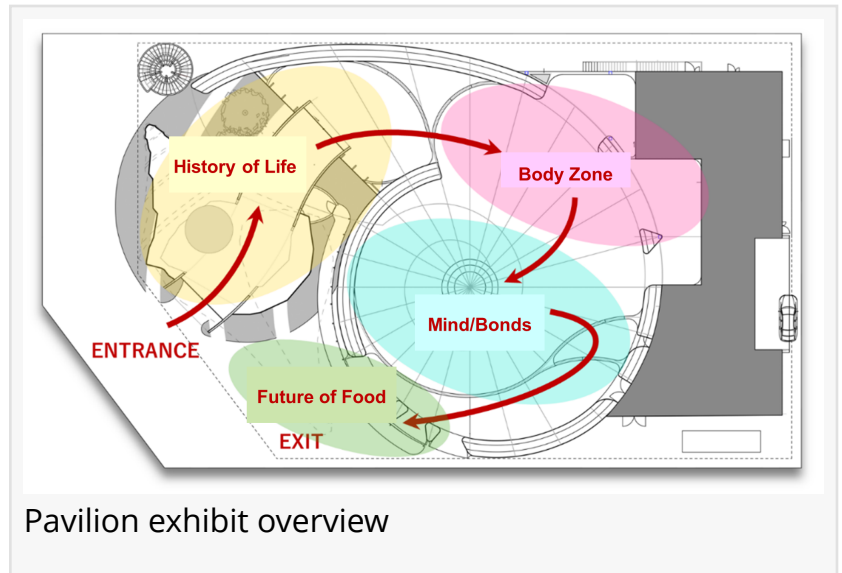 History of Life
Body Zone
Mind/Bonds
ENTRANCE
Future of Food
EXIT
Pavilion exhibit overview